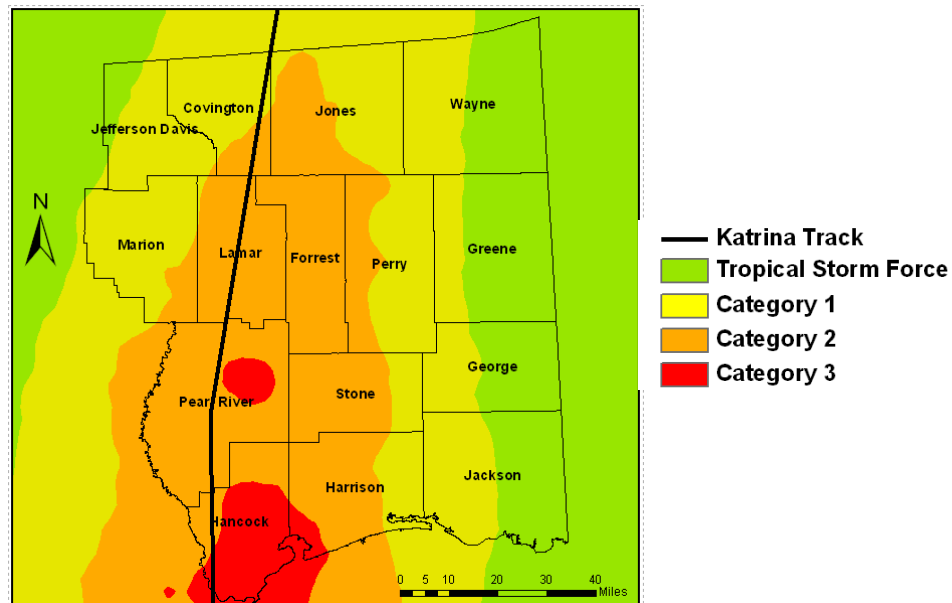 Covington
Jones
Wayne
Jefferson Davis
N
Marion
Lamar
Forrest
Perry
Greene
George
Pearl River
Stone
Jackson
Harrison
Hancock
0 5 10 20 30 40
Miles
Katrina Track
Tropical Storm Force
Category 1
Category 2
Category 3